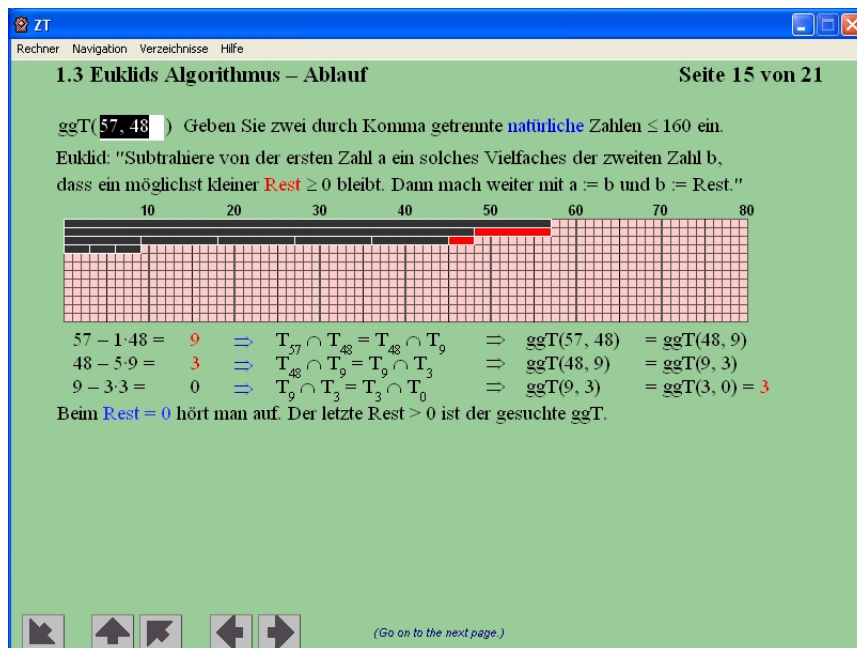 ZT
Rechner Navigation Verzeichnisse Hilfe
1.3 Euklids Algorithmus – Ablauf Seite 15 von 21
ggT( 57, 48 ) Geben Sie zwei durch Komma getrennte natürliche Zahlen ≤ 160 ein.
Euklid: "Subtrahiere von der ersten Zahl a ein solches Vielfaches der zweiten Zahl b,
dass ein möglichst kleiner Rest ≥ 0 bleibt. Dann mach weiter mit a := b und b := Rest."
10 20 30 40 50 60 70 80
57 – 1·48 = 9 ⇒ T₅₇ ∩ T₄₈ = T₄₈ ∩ T₉ ⇒ ggT(57, 48) = ggT(48, 9)
48 – 5·9 = 3 ⇒ T₄₈ ∩ T₉ = T₉ ∩ T₃ ⇒ ggT(48, 9) = ggT(9, 3)
9 – 3·3 = 0 ⇒ T₉ ∩ T₃ = T₃ ∩ T₀ ⇒ ggT(9, 3) = ggT(3, 0) = 3
Beim Rest = 0 hört man auf. Der letzte Rest > 0 ist der gesuchte ggT.
(Go on to the next page.)